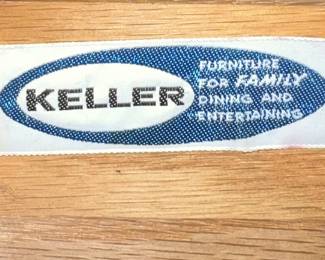 KELLER
FURNITURE
FOR FAMILY
DINING AND
ENTERTAINING